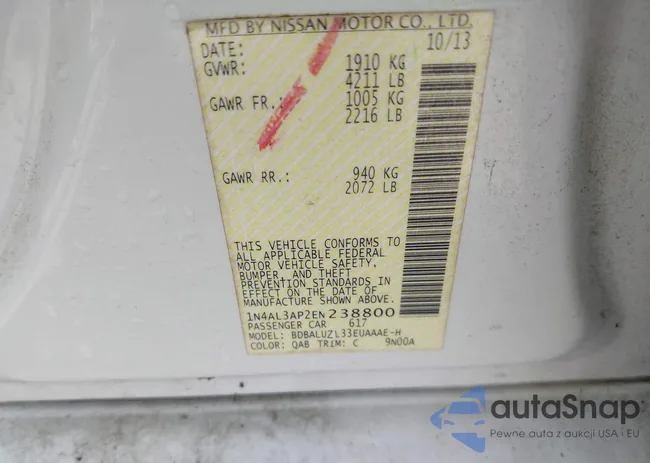 MFD BY NISSAN MOTOR CO., LTD.
DATE: 10/13
GVWR: 1910 KG
4211 LB
GAWR FR.: 1005 KG
2216 LB
GAWR RR.: 940 KG
2072 LB
THIS VEHICLE CONFORMS TO
ALL APPLICABLE FEDERAL
MOTOR VEHICLE SAFETY,
BUMPER, AND THEFT
PREVENTION STANDARDS IN
EFFECT ON THE DATE OF
MANUFACTURE SHOWN ABOVE.
1N4AL3AP2EN238800
PASSENGER CAR 617
MODEL: BDBALUZL33EUAAAE-H
COLOR: QAB TRIM: C 9N00A
autaSnap
Pewne auta z aukcji USA i EU